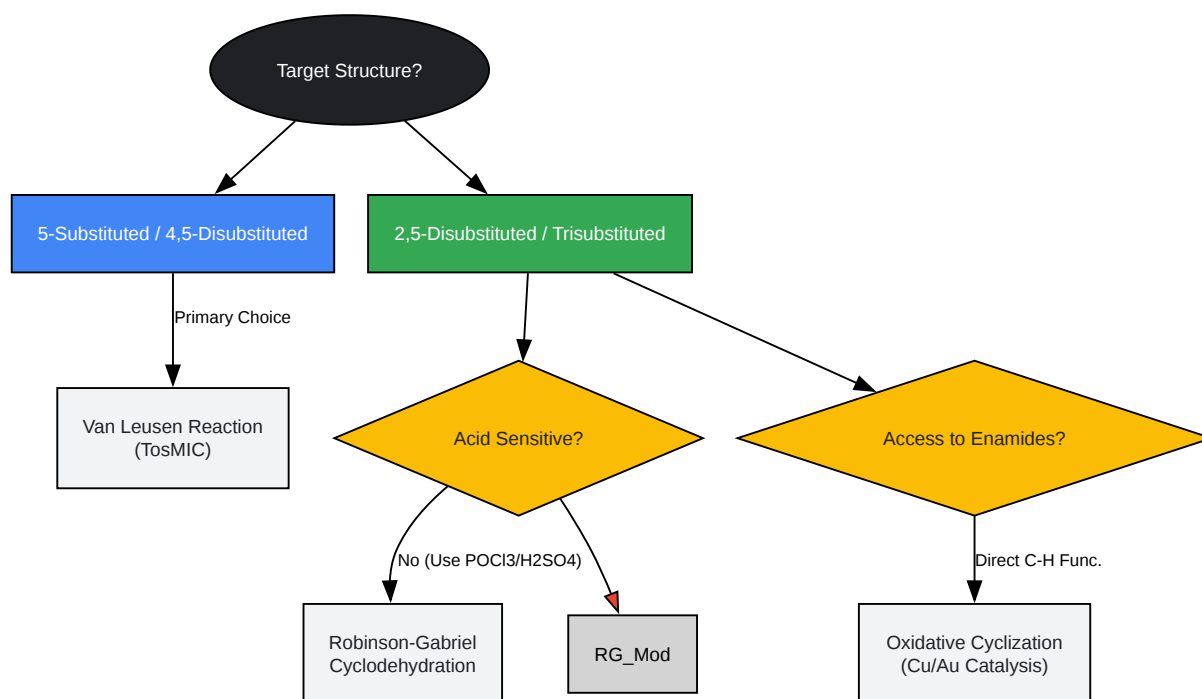 Target Structure?
5-Substituted / 4,5-Disubstituted
2,5-Disubstituted / Trisubstituted
Primary Choice
Van Leusen Reaction
(TosMIC)
Acid Sensitive?
Access to Enamides?
No (Use POCl3/H2SO4)
Direct C-H Func.
Robinson-Gabriel
Cyclodehydration
RG_Mod
Oxidative Cyclization
(Cu/Au Catalysis)